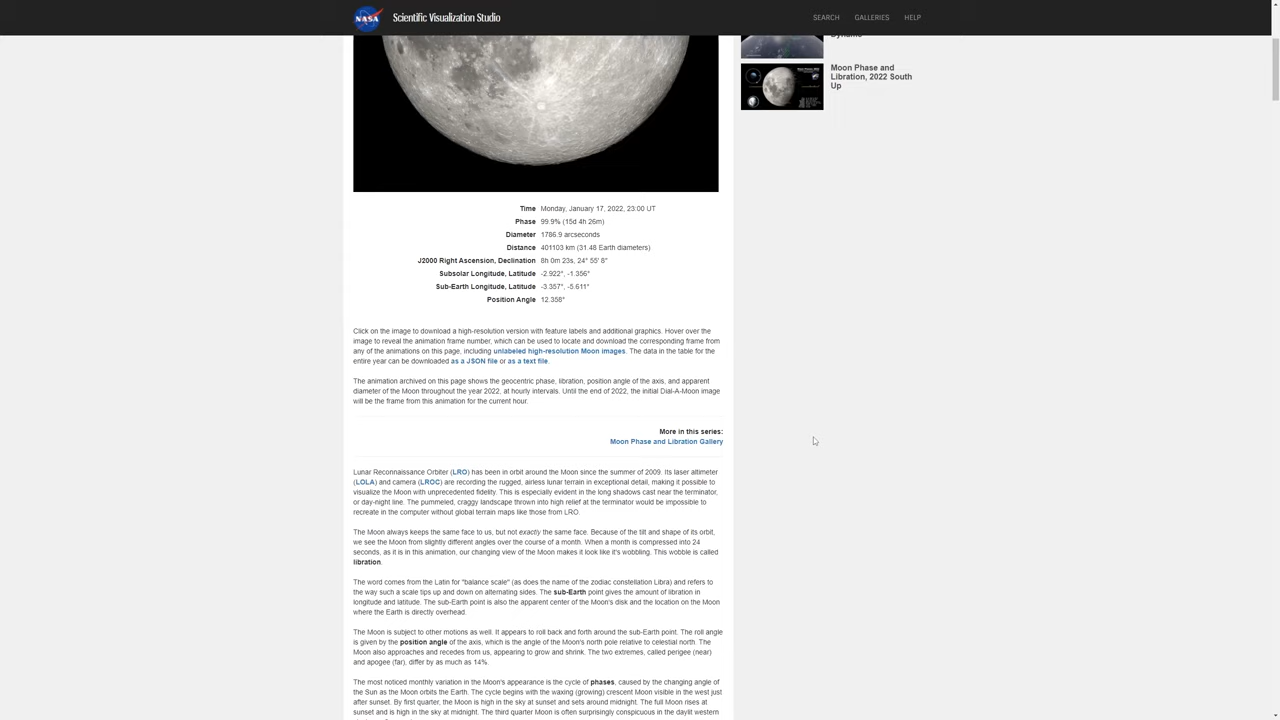 NASA
Scientific Visualization Studio
SEARCH
GALLERIES
HELP
Dynamo
Moon Phase and
Libration, 2022 South
Up
Time Monday, January 17, 2022, 23:00 UT
Phase 99.9% (15d 4h 26m)
Diameter 1786.9 arcseconds
Distance 401103 km (31.48 Earth diameters)
J2000 Right Ascension, Declination 8h 0m 23s, 24° 55' 8"
Subsolar Longitude, Latitude -2.922°, -1.356°
Sub-Earth Longitude, Latitude -3.357°, -5.611°
Position Angle 12.358°
Click on the image to download a high-resolution version with feature labels and additional graphics. Hover over the
image to reveal the animation frame number, which can be used to locate and download the corresponding frame from
any of the animations on this page, including unlabeled high-resolution Moon images. The data in the table for the
entire year can be downloaded as a JSON file or as a text file.
The animation archived on this page shows the geocentric phase, libration, position angle of the axis, and apparent
diameter of the Moon throughout the year 2022, at hourly intervals. Until the end of 2022, the initial Dial-A-Moon image
will be the frame from this animation for the current hour.
More in this series:
Moon Phase and Libration Gallery
Lunar Reconnaissance Orbiter (LRO) has been in orbit around the Moon since the summer of 2009. Its laser altimeter
(LOLA) and camera (LROC) are recording the rugged, airless lunar terrain in exceptional detail, making it possible to
visualize the Moon with unprecedented fidelity. This is especially evident in the long shadows cast near the terminator,
or day-night line. The pummeled, craggy landscape thrown into high relief at the terminator would be impossible to
recreate in the computer without global terrain maps like those from LRO.
The Moon always keeps the same face to us, but not exactly the same face. Because of the tilt and shape of its orbit,
we see the Moon from slightly different angles over the course of a month. When a month is compressed into 24
seconds, as it is in this animation, our changing view of the Moon makes it look like it's wobbling. This wobble is called
libration.
The word comes from the Latin for "balance scale" (as does the name of the zodiac constellation Libra) and refers to
the way such a scale tips up and down on alternating sides. The sub-Earth point gives the amount of libration in
longitude and latitude. The sub-Earth point is also the apparent center of the Moon's disk and the location on the Moon
where the Earth is directly overhead.
The Moon is subject to other motions as well. It appears to roll back and forth around the sub-Earth point. The roll angle
is given by the position angle of the axis, which is the angle of the Moon's north pole relative to celestial north. The
Moon also approaches and recedes from us, appearing to grow and shrink. The two extremes, called perigee (near)
and apogee (far), differ by as much as 14%.
The most noticed monthly variation in the Moon's appearance is the cycle of phases, caused by the changing angle of
the Sun as the Moon orbits the Earth. The cycle begins with the waxing (growing) crescent Moon visible in the west just
after sunset. By first quarter, the Moon is high in the sky at sunset and sets around midnight. The full Moon rises at
sunset and is high in the sky at midnight. The third quarter Moon is often surprisingly conspicuous in the daylit western